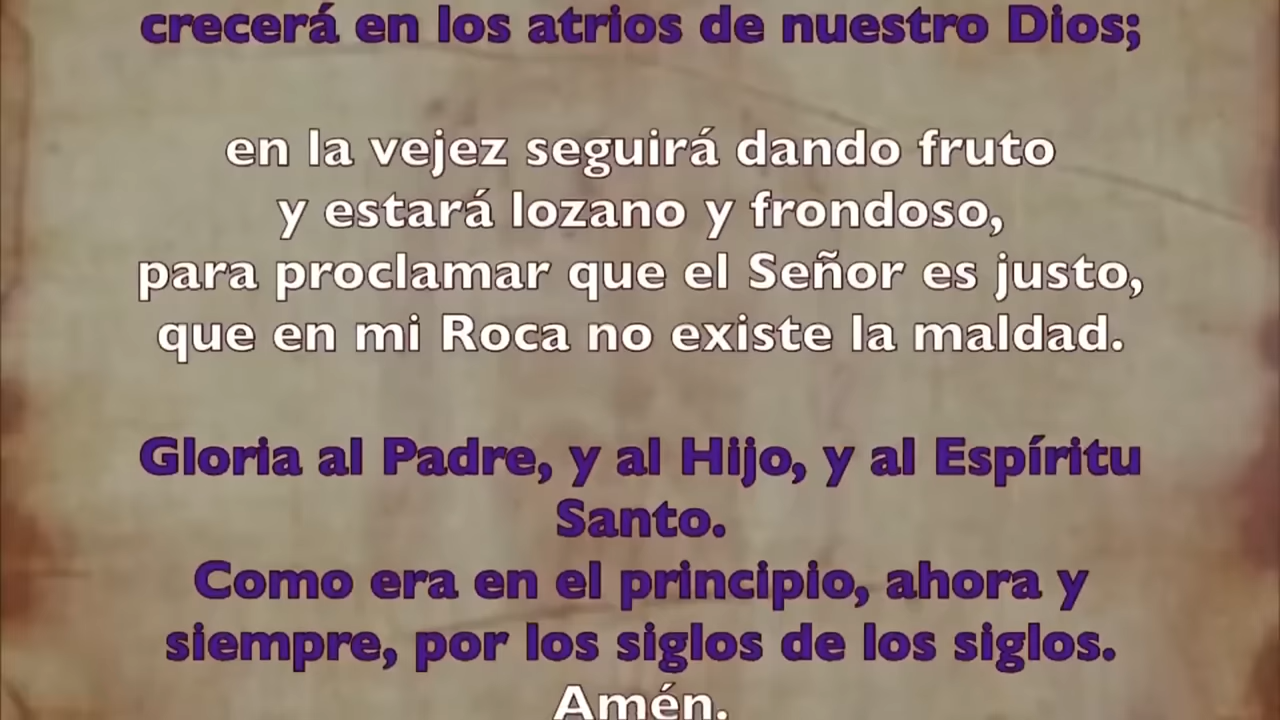 crecerá en los atrios de nuestro Dios;
en la vejez seguirá dando fruto
y estará lozano y frondoso,
para proclamar que el Señor es justo,
que en mi Roca no existe la maldad.
Gloria al Padre, y al Hijo, y al Espíritu
Santo.
Como era en el principio, ahora y
siempre, por los siglos de los siglos.
Amén.